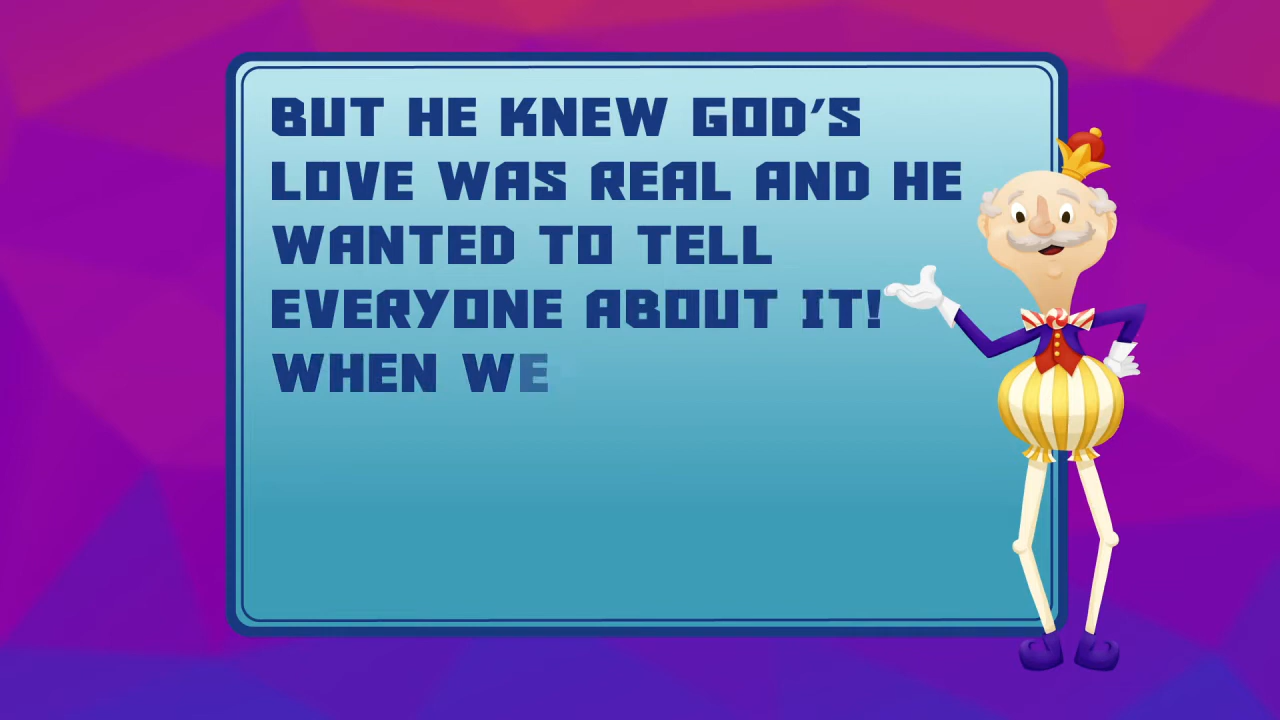 BUT HE KNEW GOD'S
LOVE WAS REAL AND HE
WANTED TO TELL
EVERYONE ABOUT IT!
WHEN WE